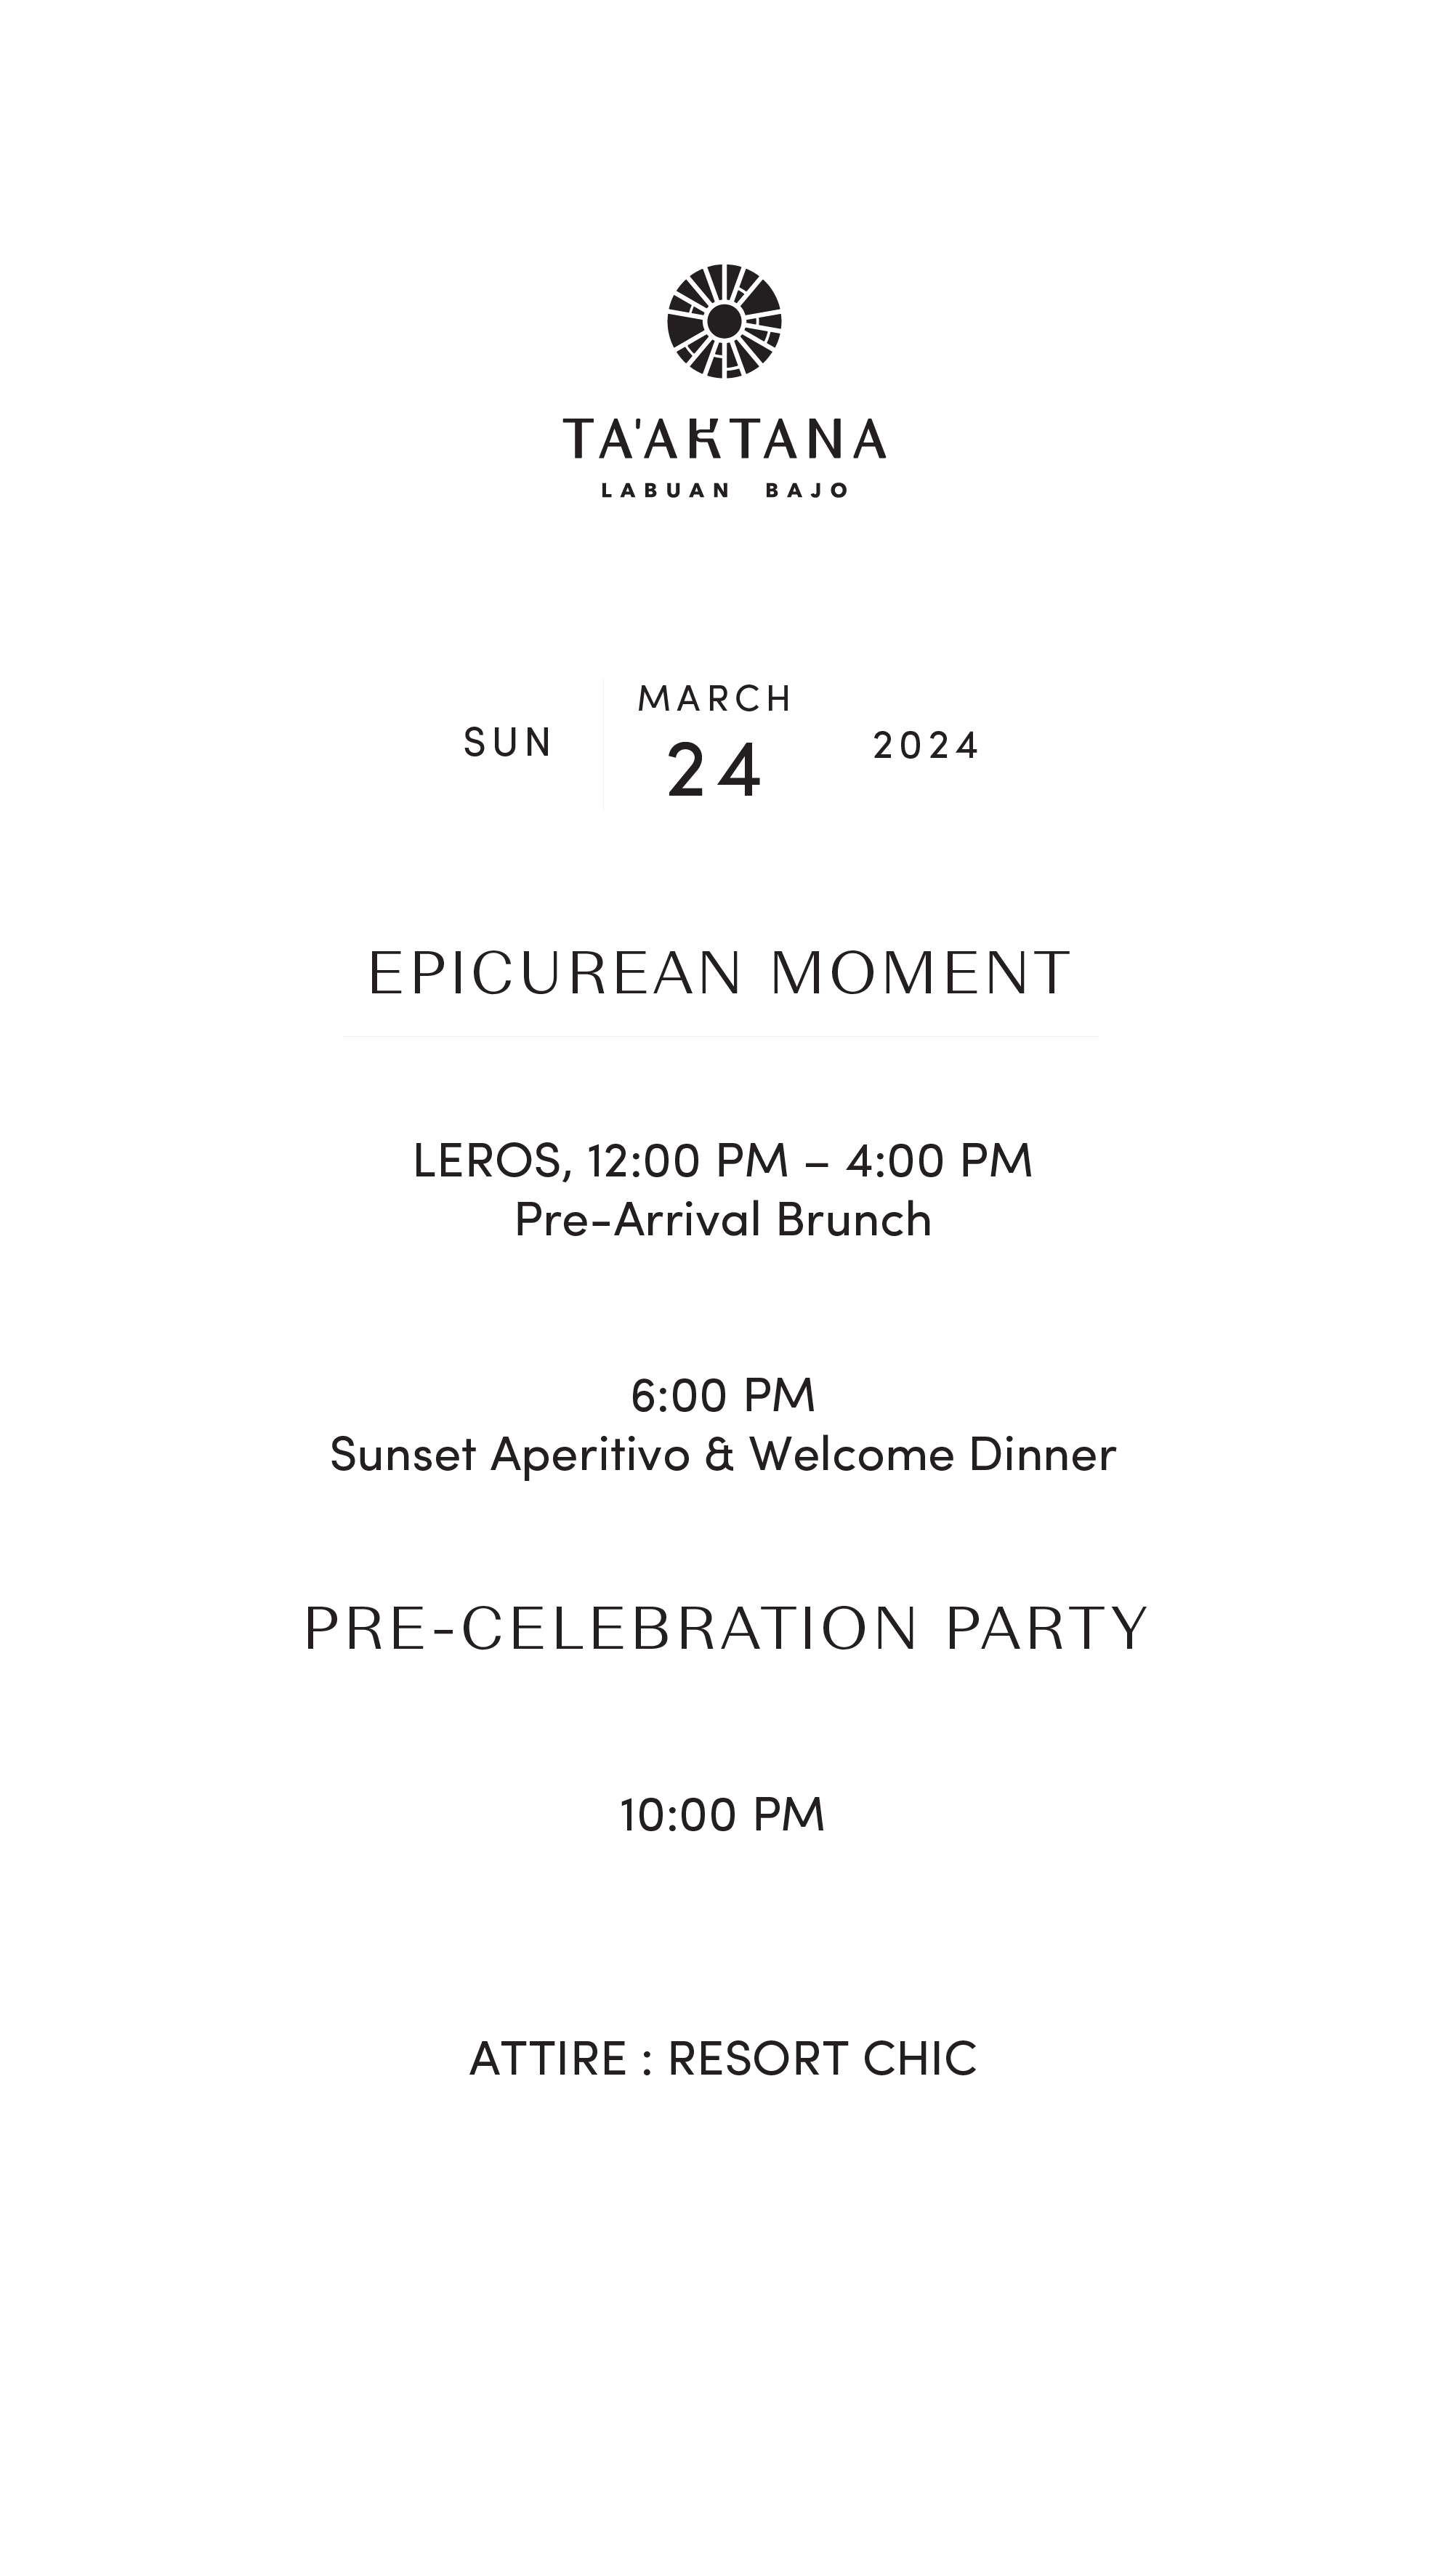 TA'AKTANA
LABUAN BAJO
SUN
MARCH
24
2024
EPICUREAN MOMENT
LEROS, 12:00 PM – 4:00 PM
Pre-Arrival Brunch
6:00 PM
Sunset Aperitivo & Welcome Dinner
PRE-CELEBRATION PARTY
10:00 PM
ATTIRE : RESORT CHIC